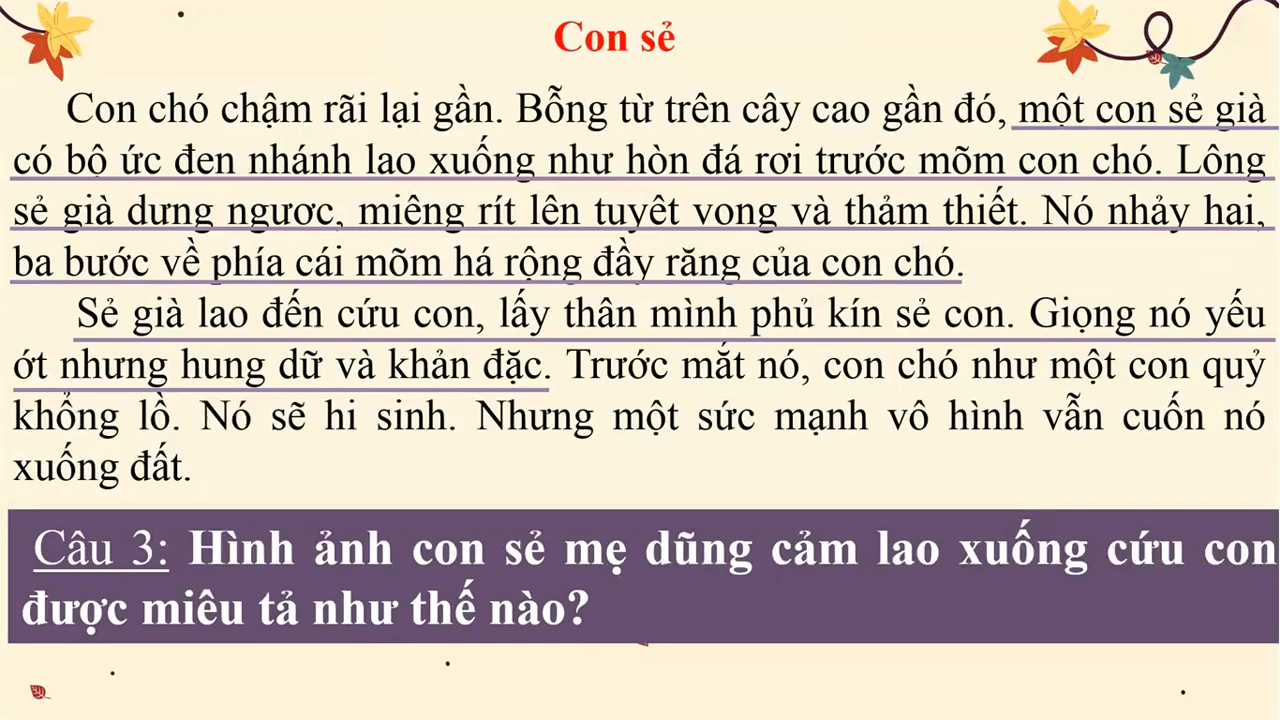 Con sẻ
Con chó chậm rãi lại gần. Bỗng từ trên cây cao gần đó, một con sẻ già
có bộ ức đen nhánh lao xuống như hòn đá rơi trước mõm con chó. Lông
sẻ già dựng ngược, miệng rít lên tuyệt vọng và thảm thiết. Nó nhảy hai,
ba bước về phía cái mõm há rộng đầy răng của con chó.
Sẻ già lao đến cứu con, lấy thân mình phủ kín sẻ con. Giọng nó yếu
ớt nhưng hung dữ và khản đặc. Trước mắt nó, con chó như một con quỷ
khổng lồ. Nó sẽ hi sinh. Nhưng một sức mạnh vô hình vẫn cuốn nó
xuống đất.
Câu 3: Hình ảnh con sẻ mẹ dũng cảm lao xuống cứu con
được miêu tả như thế nào?